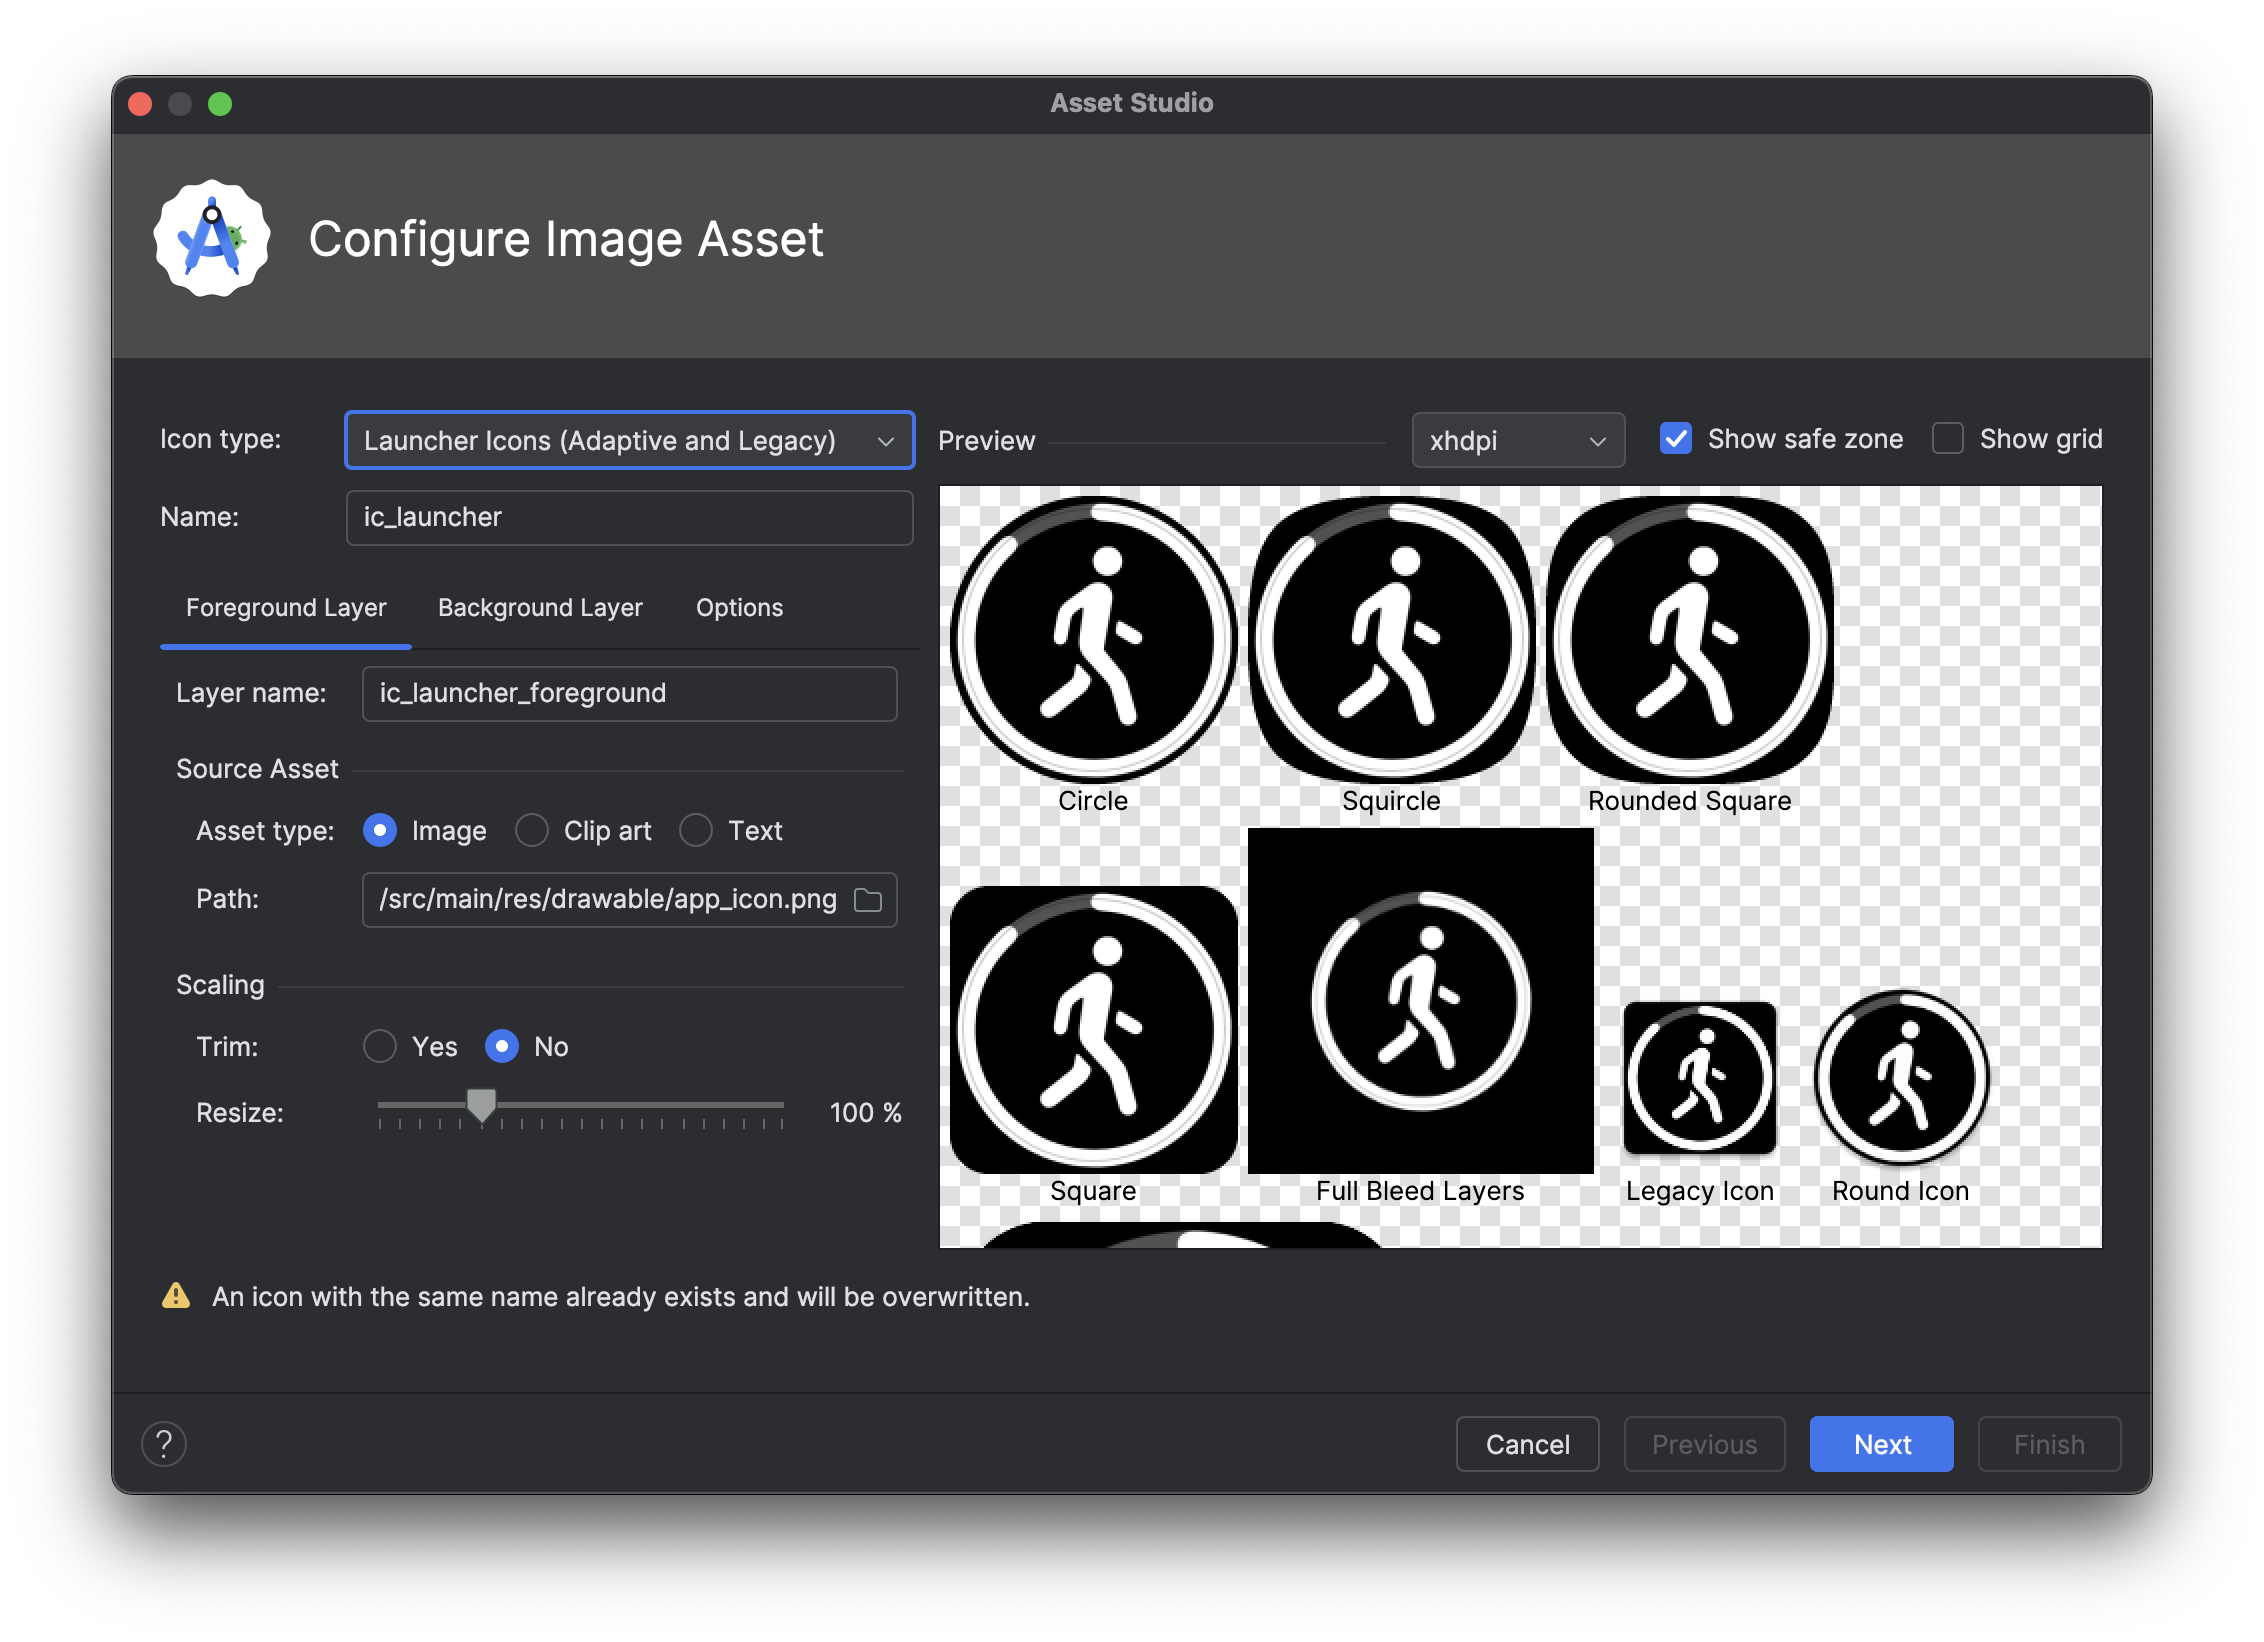 Asset Studio
Configure Image Asset
Icon type:
Launcher Icons (Adaptive and Legacy)
Name:
ic_launcher
Foreground Layer
Background Layer
Options
Layer name:
ic_launcher_foreground
Source Asset
Asset type:
Image
Clip art
Text
Path:
/src/main/res/drawable/app_icon.png
Scaling
Trim:
Yes
No
Resize:
100 %
Preview
xhdpi
Show safe zone
Show grid
Circle
Squircle
Rounded Square
Square
Full Bleed Layers
Legacy Icon
Round Icon
An icon with the same name already exists and will be overwritten.
?
Cancel
Previous
Next
Finish